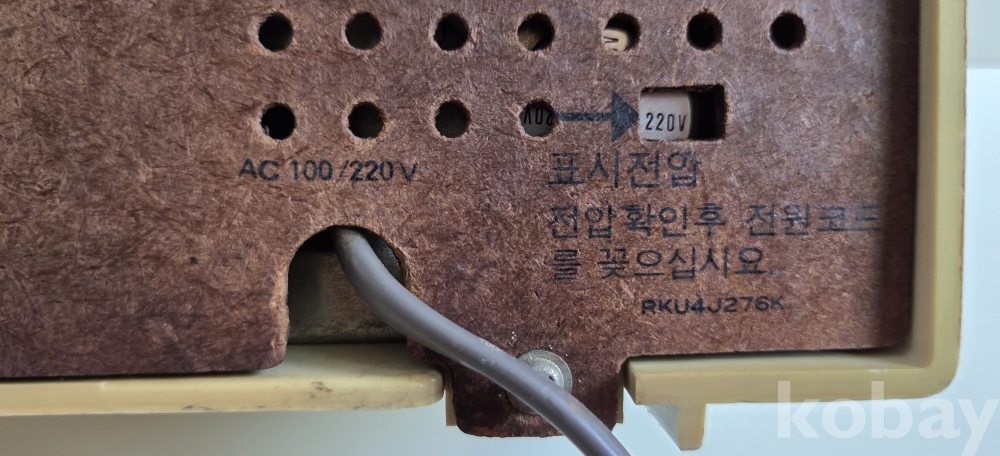 V
20V
220V
AC 100/220V
표시전압
전압확인후 전원코드
를 꽂으십시요.
RKU4J276K
kobay